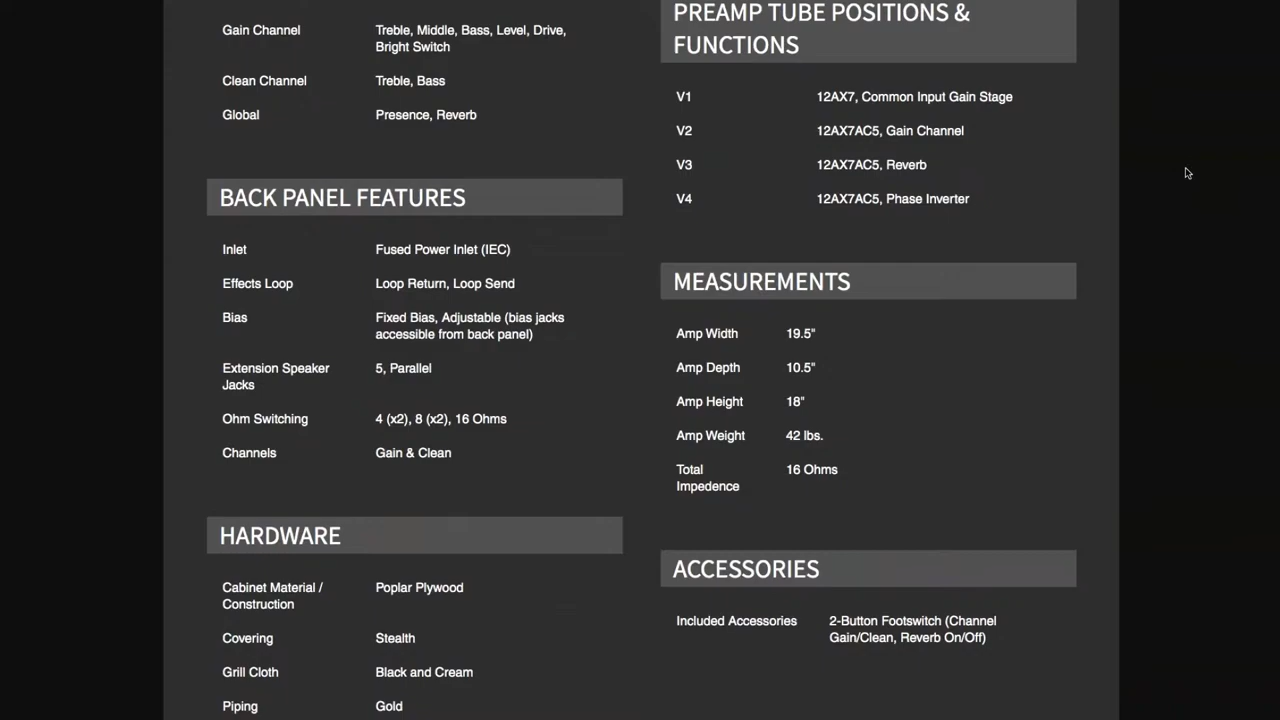 Gain Channel Treble, Middle, Bass, Level, Drive,
Bright Switch
Clean Channel Treble, Bass
Global Presence, Reverb
BACK PANEL FEATURES
Inlet Fused Power Inlet (IEC)
Effects Loop Loop Return, Loop Send
Bias Fixed Bias, Adjustable (bias jacks
accessible from back panel)
Extension Speaker 5, Parallel
Jacks
Ohm Switching 4 (x2), 8 (x2), 16 Ohms
Channels Gain & Clean
HARDWARE
Cabinet Material / Poplar Plywood
Construction
Covering Stealth
Grill Cloth Black and Cream
Piping Gold
PREAMP TUBE POSITIONS &
FUNCTIONS
V1 12AX7, Common Input Gain Stage
V2 12AX7AC5, Gain Channel
V3 12AX7AC5, Reverb
V4 12AX7AC5, Phase Inverter
MEASUREMENTS
Amp Width 19.5"
Amp Depth 10.5"
Amp Height 18"
Amp Weight 42 lbs.
Total 16 Ohms
Impedence
ACCESSORIES
Included Accessories 2-Button Footswitch (Channel
Gain/Clean, Reverb On/Off)